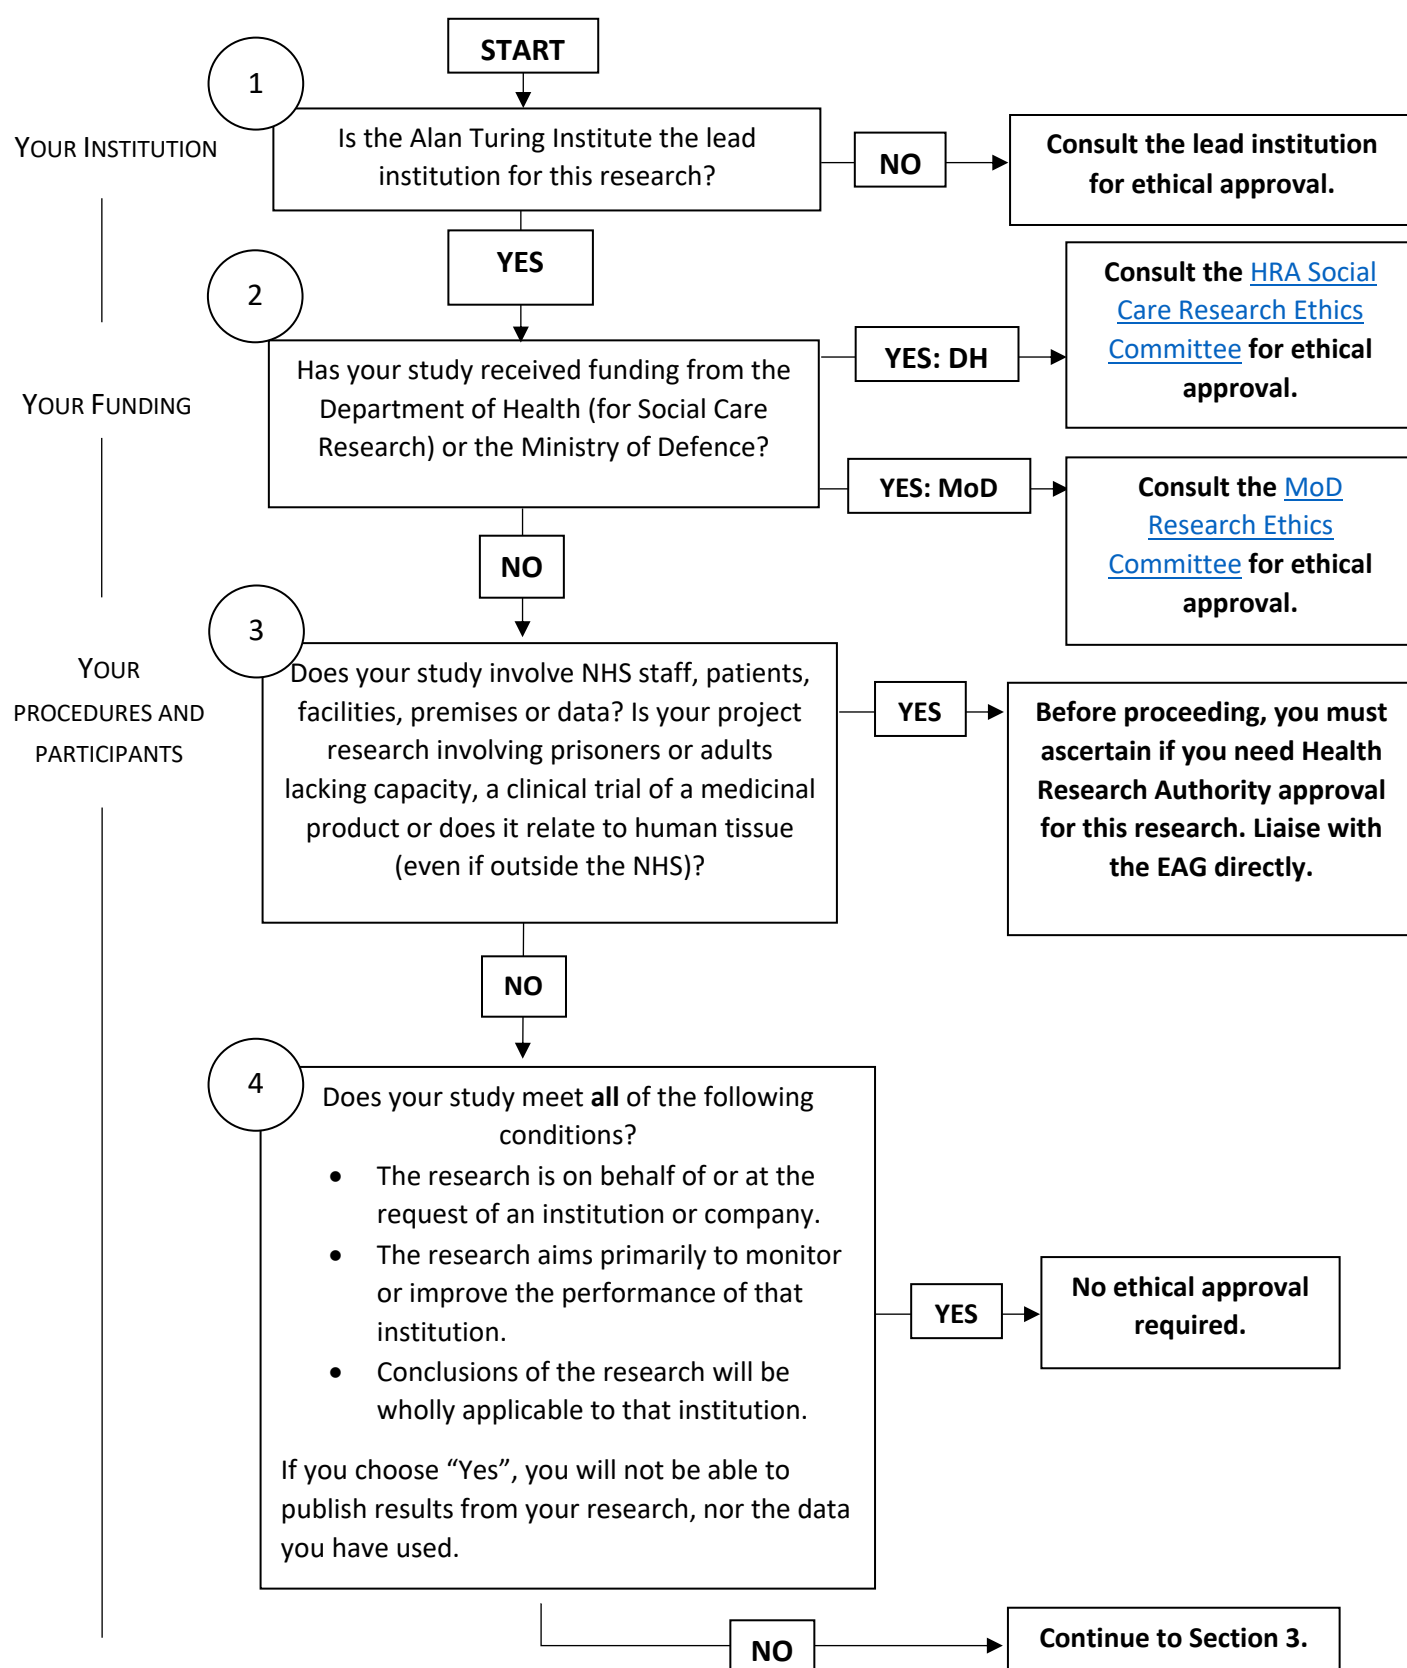 START
1
YOUR INSTITUTION
Is the Alan Turing Institute the lead
institution for this research?
NO
Consult the lead institution
for ethical approval.
YES
2
YOUR FUNDING
Has your study received funding from the
Department of Health (for Social Care
Research) or the Ministry of Defence?
YES: DH
Consult the HRA Social
Care Research Ethics
Committee for ethical
approval.
YES: MoD
Consult the MoD
Research Ethics
Committee for ethical
approval.
NO
3
YOUR
PROCEDURES AND
PARTICIPANTS
Does your study involve NHS staff, patients,
facilities, premises or data? Is your project
research involving prisoners or adults
lacking capacity, a clinical trial of a medicinal
product or does it relate to human tissue
(even if outside the NHS)?
YES
Before proceeding, you must
ascertain if you need Health
Research Authority approval
for this research. Liaise with
the EAG directly.
NO
4
Does your study meet all of the following
conditions?
• The research is on behalf of or at the
request of an institution or company.
• The research aims primarily to monitor
or improve the performance of that
institution.
• Conclusions of the research will be
wholly applicable to that institution.
If you choose “Yes”, you will not be able to
publish results from your research, nor the data
you have used.
YES
No ethical approval
required.
NO
Continue to Section 3.